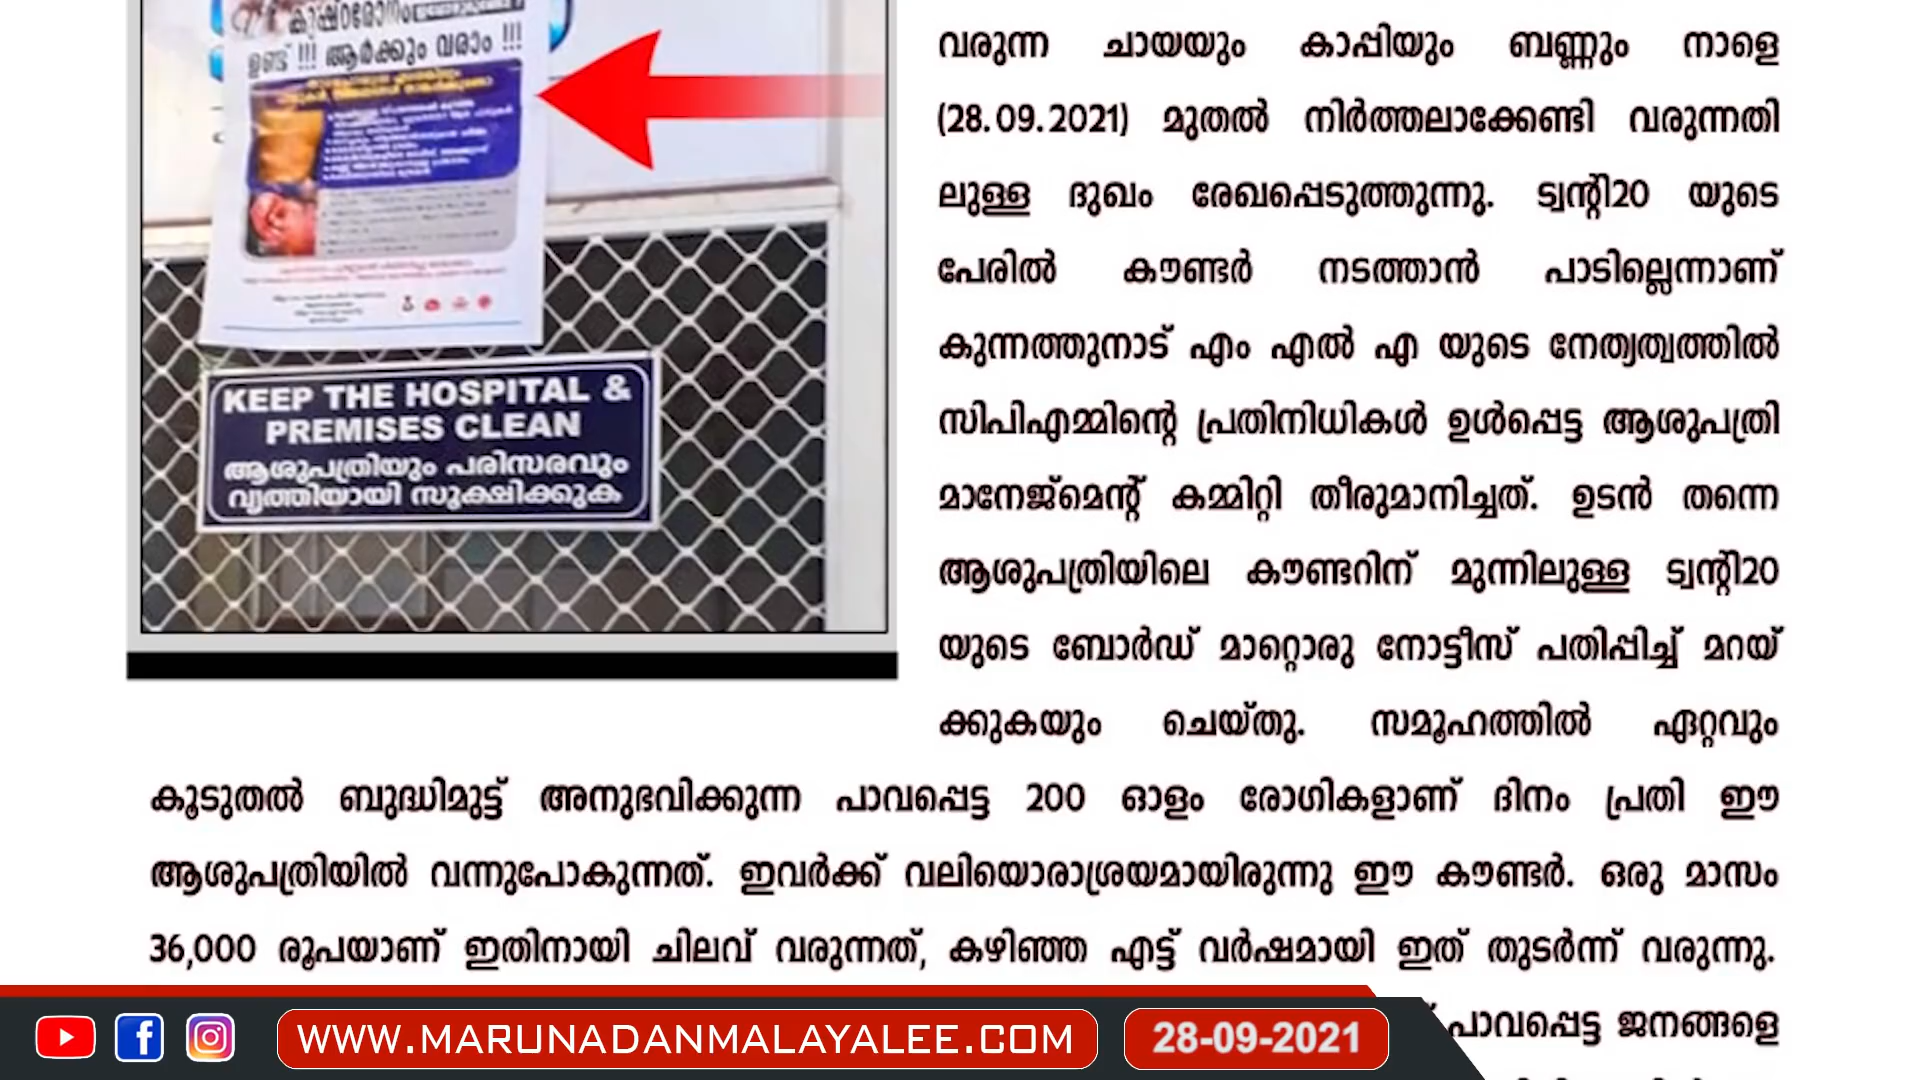 കുഷ്ഠരോഗം
ഉണ്ട് !!! ആർക്കും വരാം !!!
KEEP THE HOSPITAL &
PREMISES CLEAN
ആശുപത്രിയും പരിസരവും
വൃത്തിയായി സൂക്ഷിക്കുക
വരുന്ന ചായയും കാപ്പിയും ബണ്ണും നാളെ
(28.09.2021) മുതൽ നിർത്തലാക്കേണ്ടി വരുന്നതി
ലുള്ള ദുഖം രേഖപ്പെടുത്തുന്നു. ട്വന്റി20 യുടെ
പേരിൽ കൗണ്ടർ നടത്താൻ പാടില്ലെന്നാണ്
കുന്നത്തുനാട് എം എൽ എ യുടെ നേത്യത്വത്തിൽ
സിപിഎമ്മിന്റെ പ്രതിനിധികൾ ഉൾപ്പെട്ട ആശുപത്രി
മാനേജ്മെന്റ് കമ്മിറ്റി തീരുമാനിച്ചത്. ഉടൻ തന്നെ
ആശുപത്രിയിലെ കൗണ്ടറിന് മുന്നിലുള്ള ട്വന്റി20
യുടെ ബോർഡ് മാറ്റൊരു നോട്ടീസ് പതിപ്പിച്ച് മറയ്
ക്കുകയും ചെയ്തു. സമൂഹത്തിൽ ഏറ്റവും
കൂടുതൽ ബുദ്ധിമുട്ട് അനുഭവിക്കുന്ന പാവപ്പെട്ട 200 ഓളം രോഗികളാണ് ദിനം പ്രതി ഈ
ആശുപത്രിയിൽ വന്നുപോകുന്നത്. ഇവർക്ക് വലിയൊരാശ്രയമായിരുന്നു ഈ കൗണ്ടർ. ഒരു മാസം
36,000 രൂപയാണ് ഇതിനായി ചിലവ് വരുന്നത്, കഴിഞ്ഞ എട്ട് വർഷമായി ഇത് തുടർന്ന് വരുന്നു.
പാവപ്പെട്ട ജനങ്ങളെ
WWW.MARUNADANMALAYALEE.COM
28-09-2021